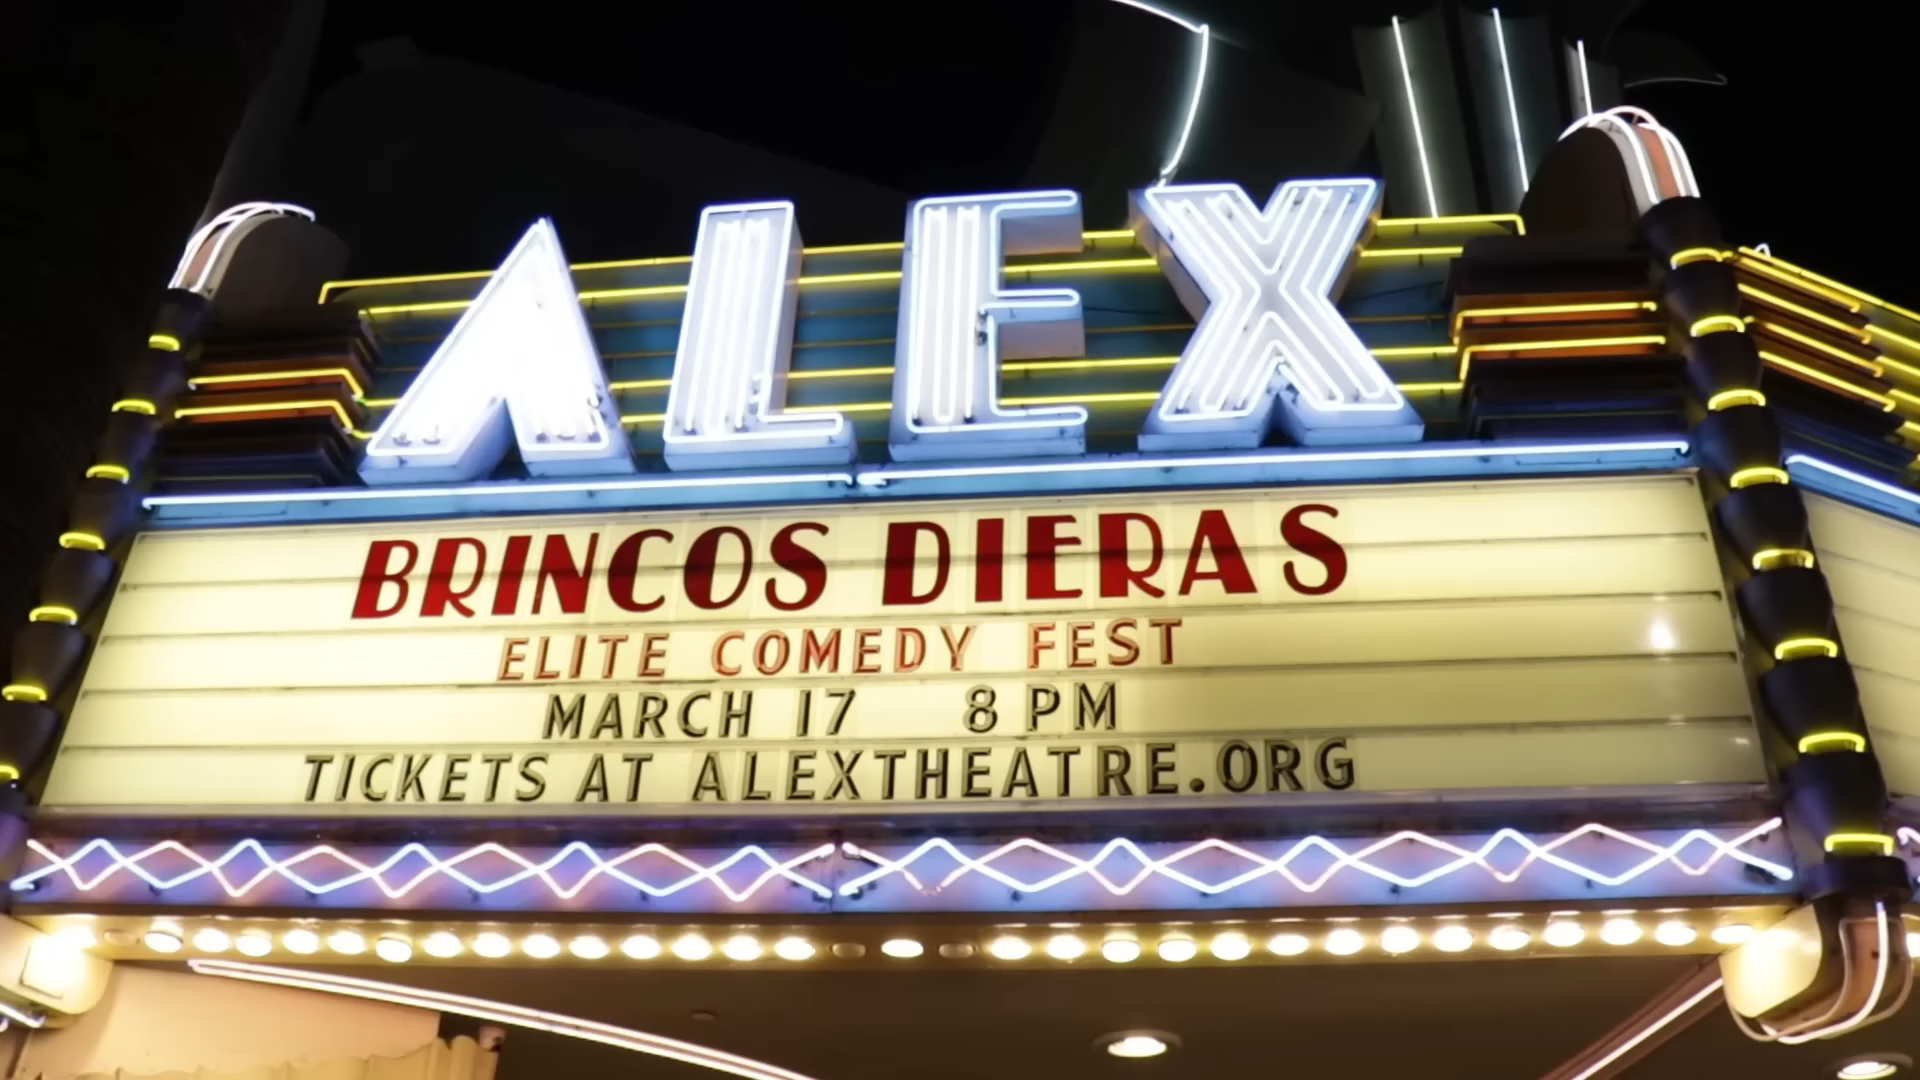 ALEX
BRINCOS DIERAS
ELITE COMEDY FEST
MARCH 17 8 PM
TICKETS AT ALEXTHEATRE.ORG